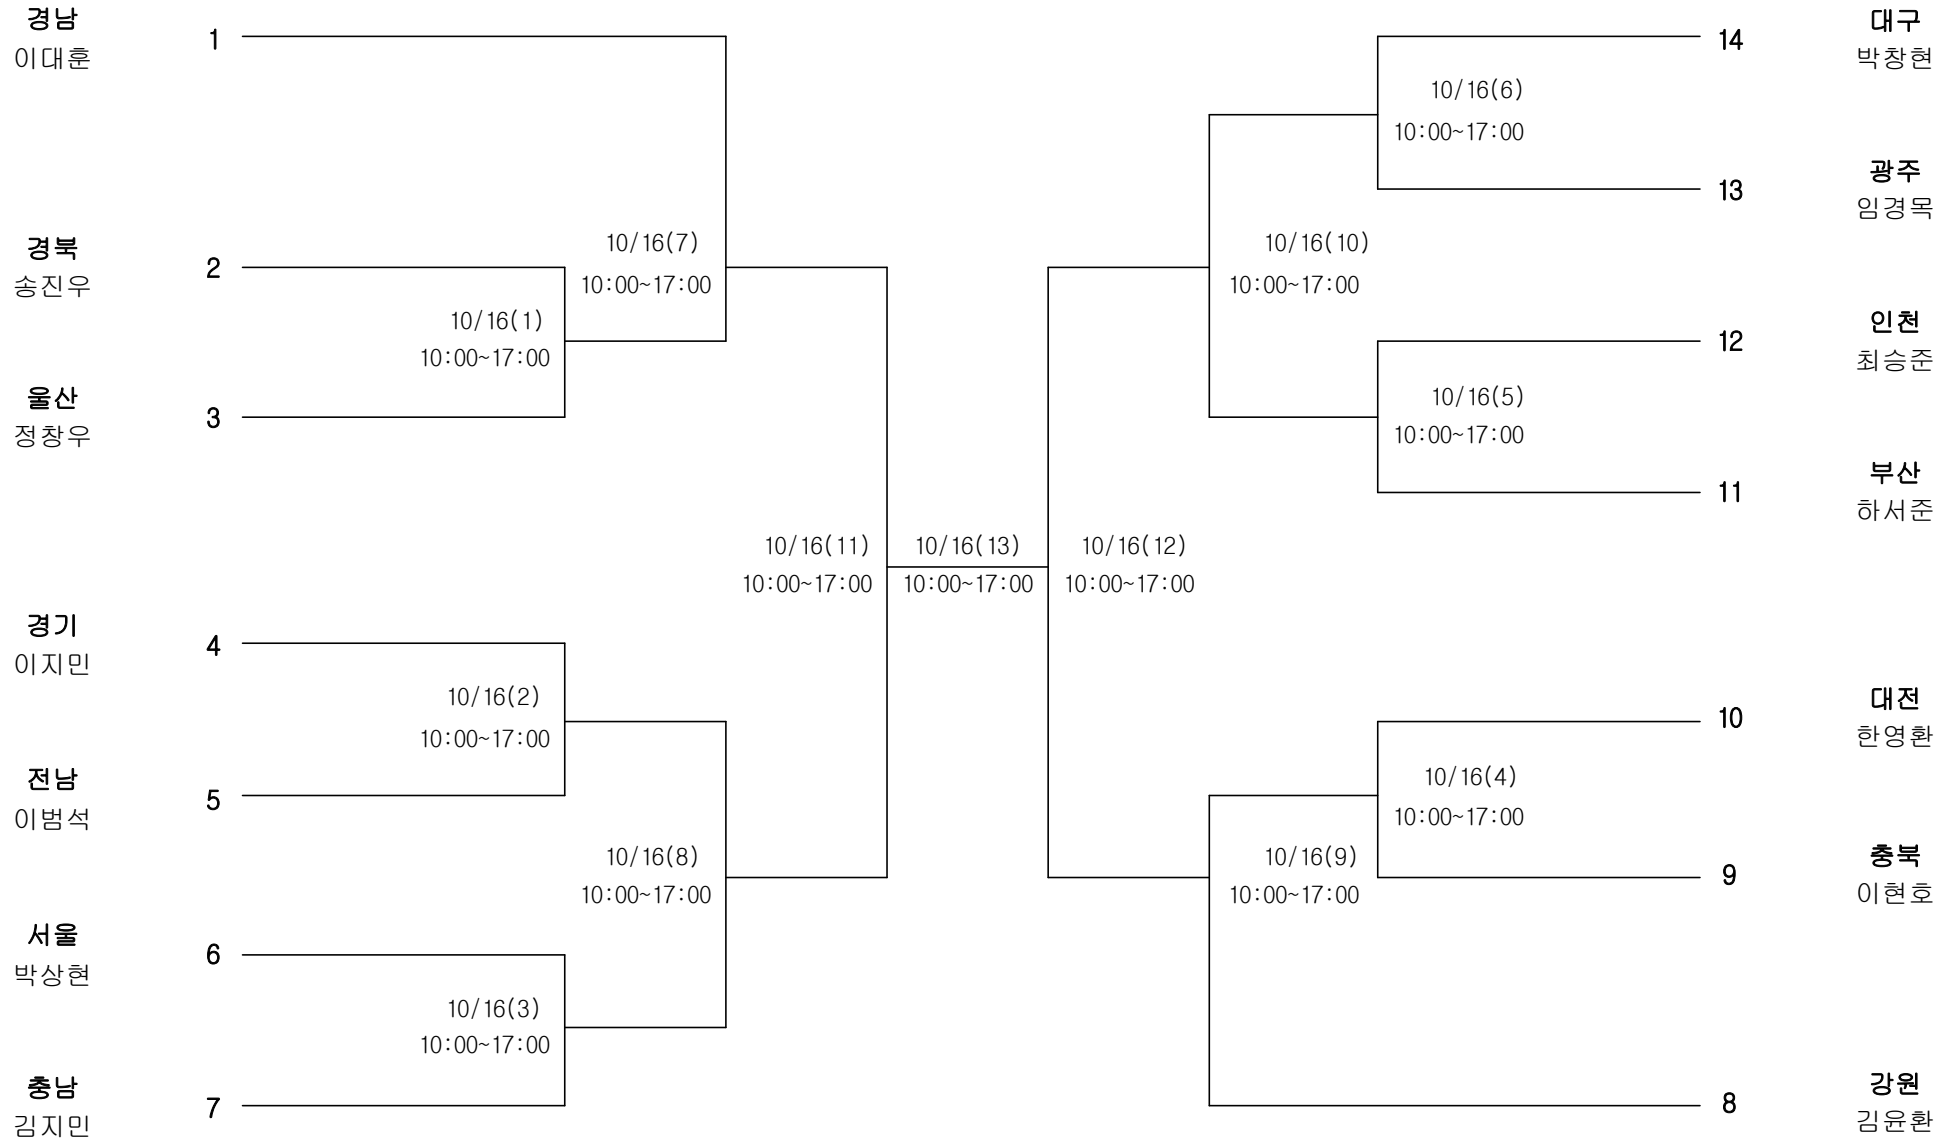 경남
이대훈
1
경북
송진우
2
10/16(7)
10:00~17:00
10/16(1)
10:00~17:00
울산
정창우
3
경기
이지민
4
10/16(2)
10:00~17:00
전남
이범석
5
10/16(8)
10:00~17:00
서울
박상현
6
10/16(3)
10:00~17:00
충남
김지민
7
10/16(11)
10:00~17:00
10/16(13)
10:00~17:00
10/16(12)
10:00~17:00
14
대구
박창현
10/16(6)
10:00~17:00
13
광주
임경목
10/16(10)
10:00~17:00
12
인천
최승준
10/16(5)
10:00~17:00
11
부산
하서준
10
대전
한영환
10/16(4)
10:00~17:00
10/16(9)
10:00~17:00
9
충북
이현호
8
강원
김윤환